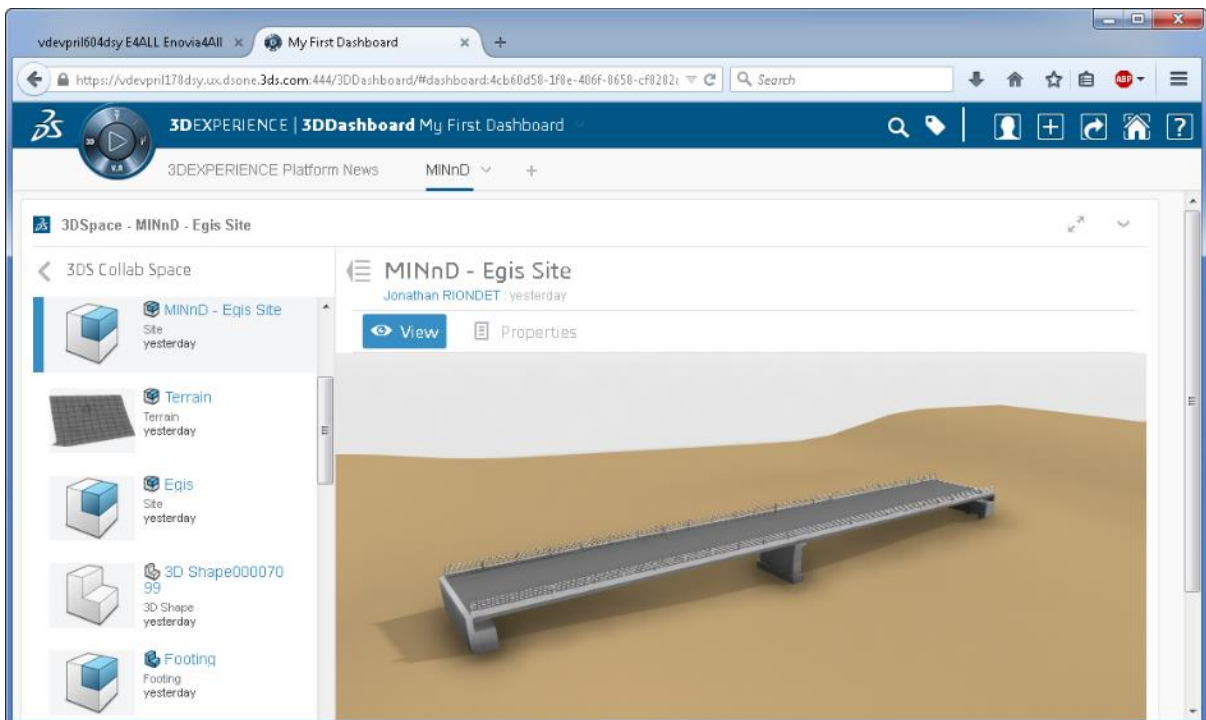 vdevpril604dsy E4ALL Enovia4All
My First Dashboard
https://vdevpril178dsy.ux.dsone.3ds.com:444/3DDashboard/#dashboard:4cb60d58-1f8e-406f-8658-cf8282
Search
ABP
3DEXPERIENCE | 3DDashboard My First Dashboard
3D
V.R
3DEXPERIENCE Platform News
MINnD
+
3DSpace - MINnD - Egis Site
3DS Collab Space
MINnD - Egis Site
Site
yesterday
Terrain
Terrain
yesterday
Egis
Site
yesterday
3D Shape000070
99
3D Shape
yesterday
Footing
Footing
yesterday
MINnD - Egis Site
Jonathan RIONDET : yesterday
View
Properties